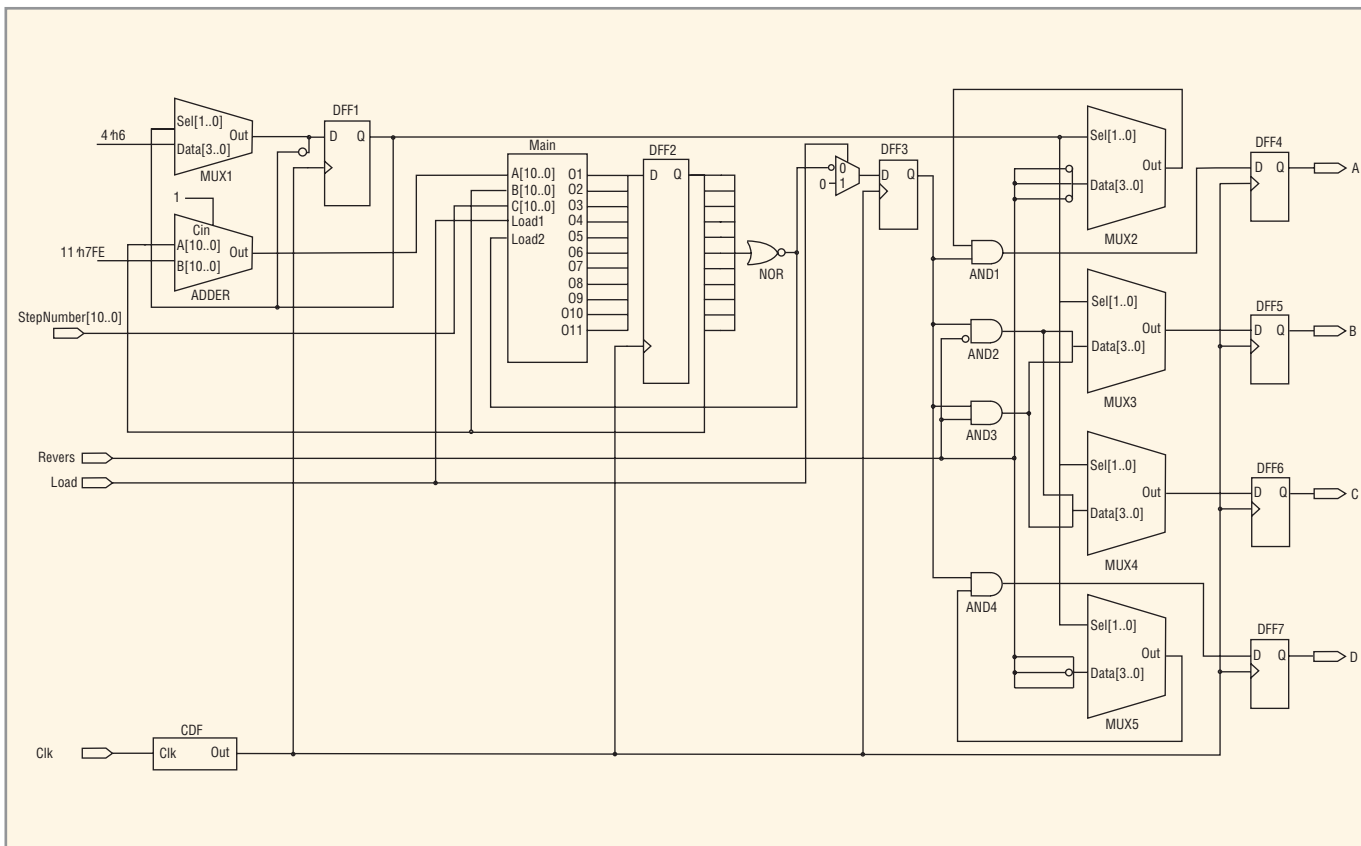 4'h6
Sel[1..0]
Data[3..0]
Out
MUX1
DFF1
D Q
1
Cin
A[10..0]
B[10..0]
Out
ADDER
11'h7FE
StepNumber[10..0]
Main
A[10..0]
B[10..0]
C[10..0]
Load1
Load2
O1
O2
O3
O4
O5
O6
O7
O8
O9
O10
O11
DFF2
D Q
NOR
0
0 1
DFF3
D Q
Sel[1..0]
Out
Data[3..0]
MUX2
AND1
DFF4
D Q
A
AND2
Sel[1..0]
Out
Data[3..0]
MUX3
DFF5
D Q
B
AND3
Revers
Load
Sel[1..0]
Out
Data[3..0]
MUX4
DFF6
D Q
C
AND4
Sel[1..0]
Out
Data[3..0]
MUX5
DFF7
D Q
D
Clk
CDF
Clk Out